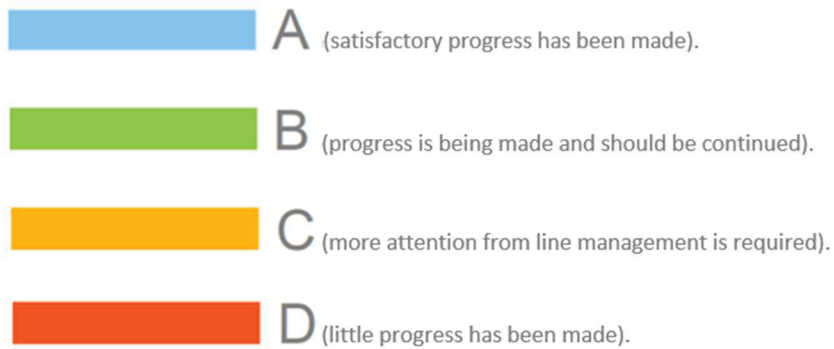 A (satisfactory progress has been made).
B (progress is being made and should be continued).
C (more attention from line management is required).
D (little progress has been made).